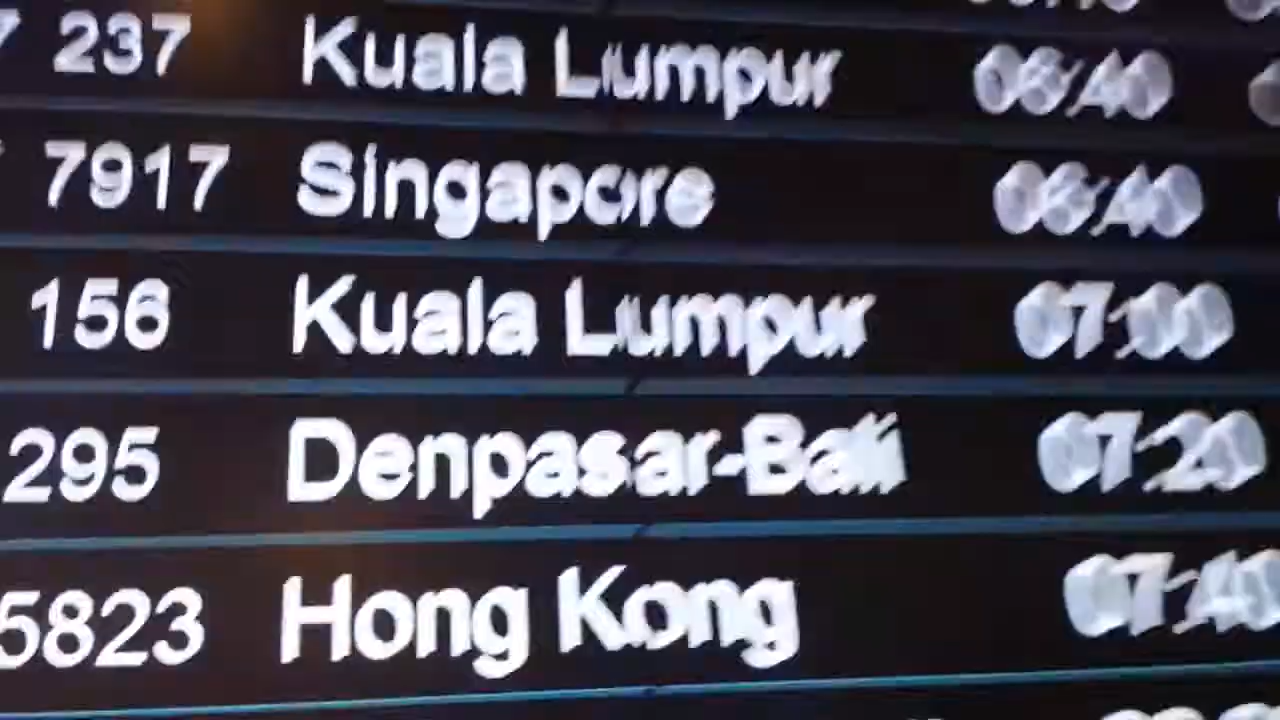 237 Kuala Lumpur 06:40
7917 Singapore 06:40
156 Kuala Lumpur 07:00
295 Denpasar-Bali 07:20
5823 Hong Kong 07:40